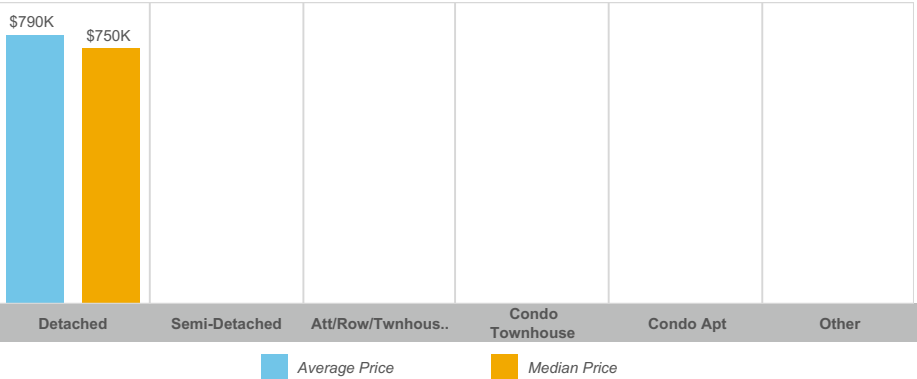 $790K
$750K
Detached
Semi-Detached
Att/Row/Twnhous..
Condo
Townhouse
Condo Apt
Other
Average Price
Median Price